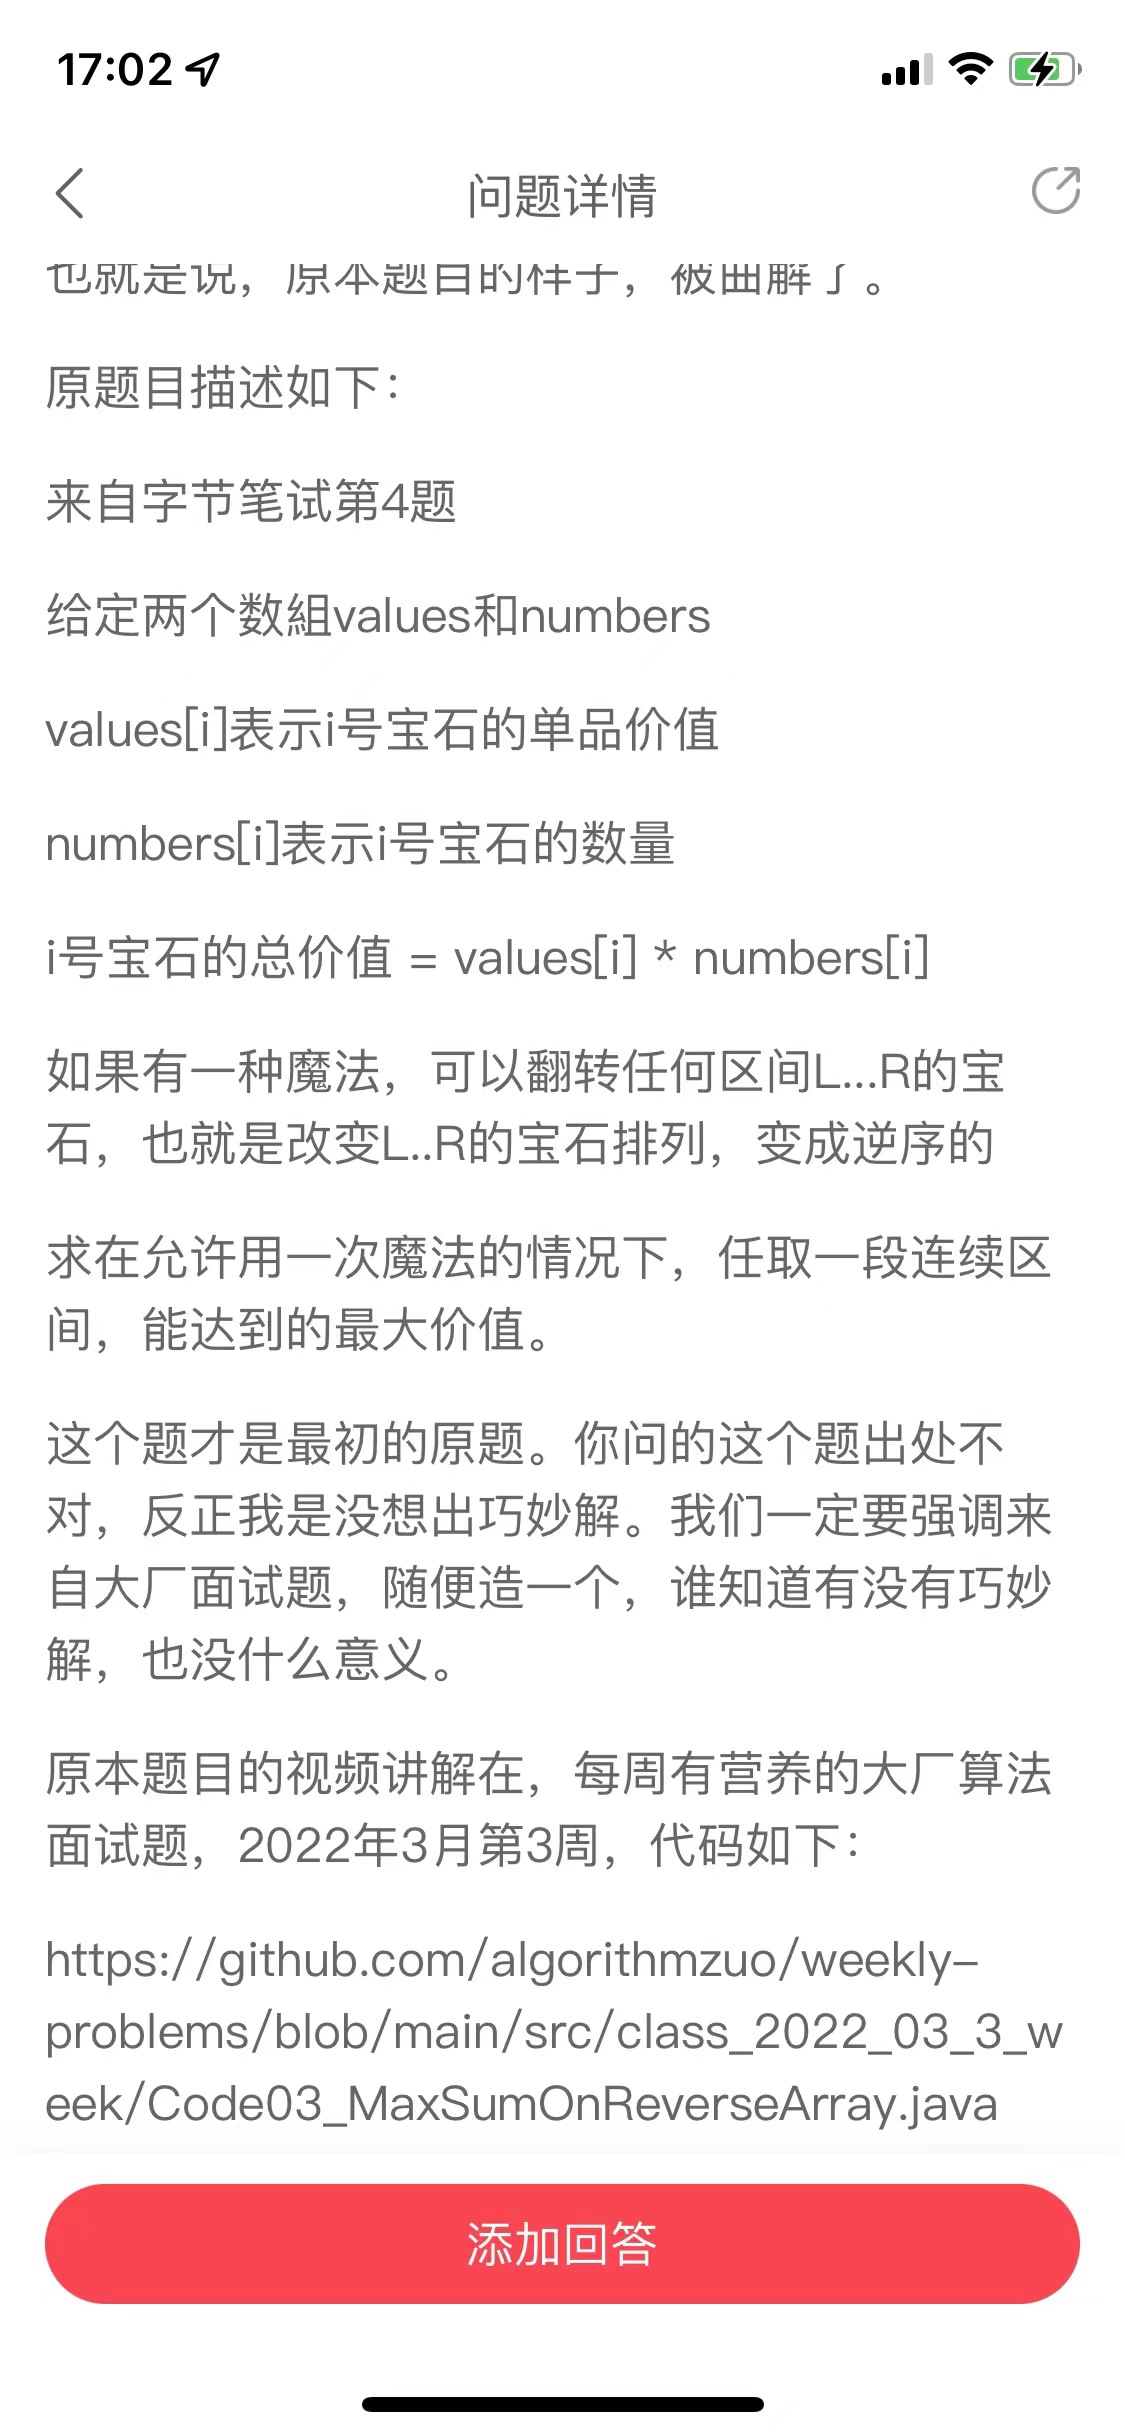 17:02
问题详情
也就是说，原本题目的样子，被曲解了。
原题目描述如下：
来自字节笔试第4题
给定两个数組values和numbers
values[i]表示i号宝石的单品价值
numbers[i]表示i号宝石的数量
i号宝石的总价值 = values[i] * numbers[i]
如果有一种魔法，可以翻转任何区间L...R的宝
石，也就是改变L..R的宝石排列，变成逆序的
求在允许用一次魔法的情况下，任取一段连续区
间，能达到的最大价值。
这个题才是最初的原题。你问的这个题出处不
对，反正我是没想出巧妙解。我们一定要强调来
自大厂面试题，随便造一个，谁知道有没有巧妙
解，也没什么意义。
原本题目的视频讲解在，每周有营养的大厂算法
面试题，2022年3月第3周，代码如下：
https://github.com/algorithmzuo/weekly-
problems/blob/main/src/class_2022_03_3_w
eek/Code03_MaxSumOnReverseArray.java
添加回答